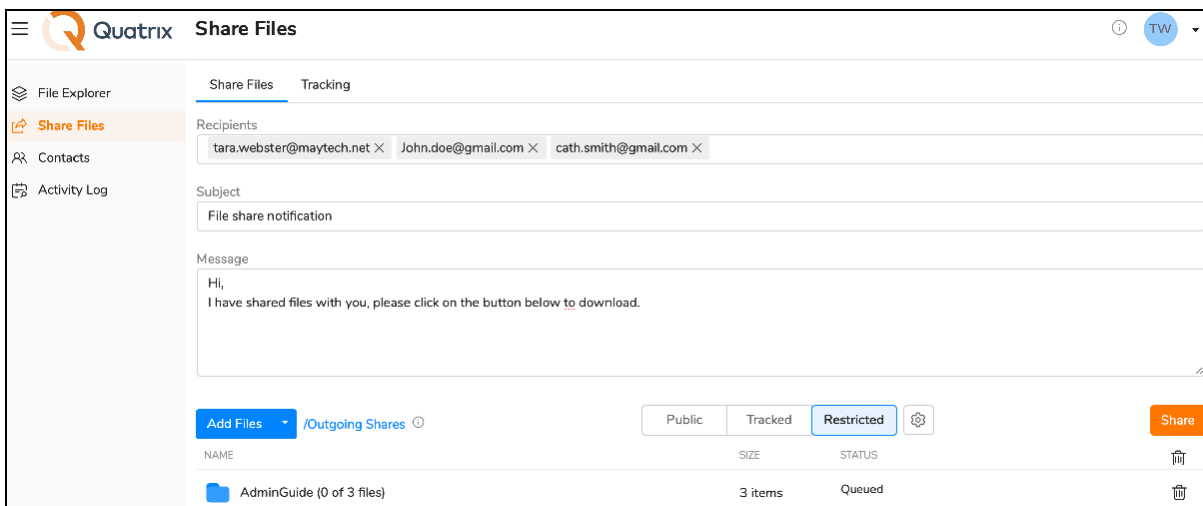 Quatrix Share Files TW
File Explorer
Share Files
Contacts
Activity Log
Share Files Tracking
Recipients
tara.webster@maytech.net John.doe@gmail.com cath.smith@gmail.com
Subject
File share notification
Message
Hi,
I have shared files with you, please click on the button below to download.
Add Files /Outgoing Shares Public Tracked Restricted Share
NAME SIZE STATUS
AdminGuide (0 of 3 files) 3 items Queued